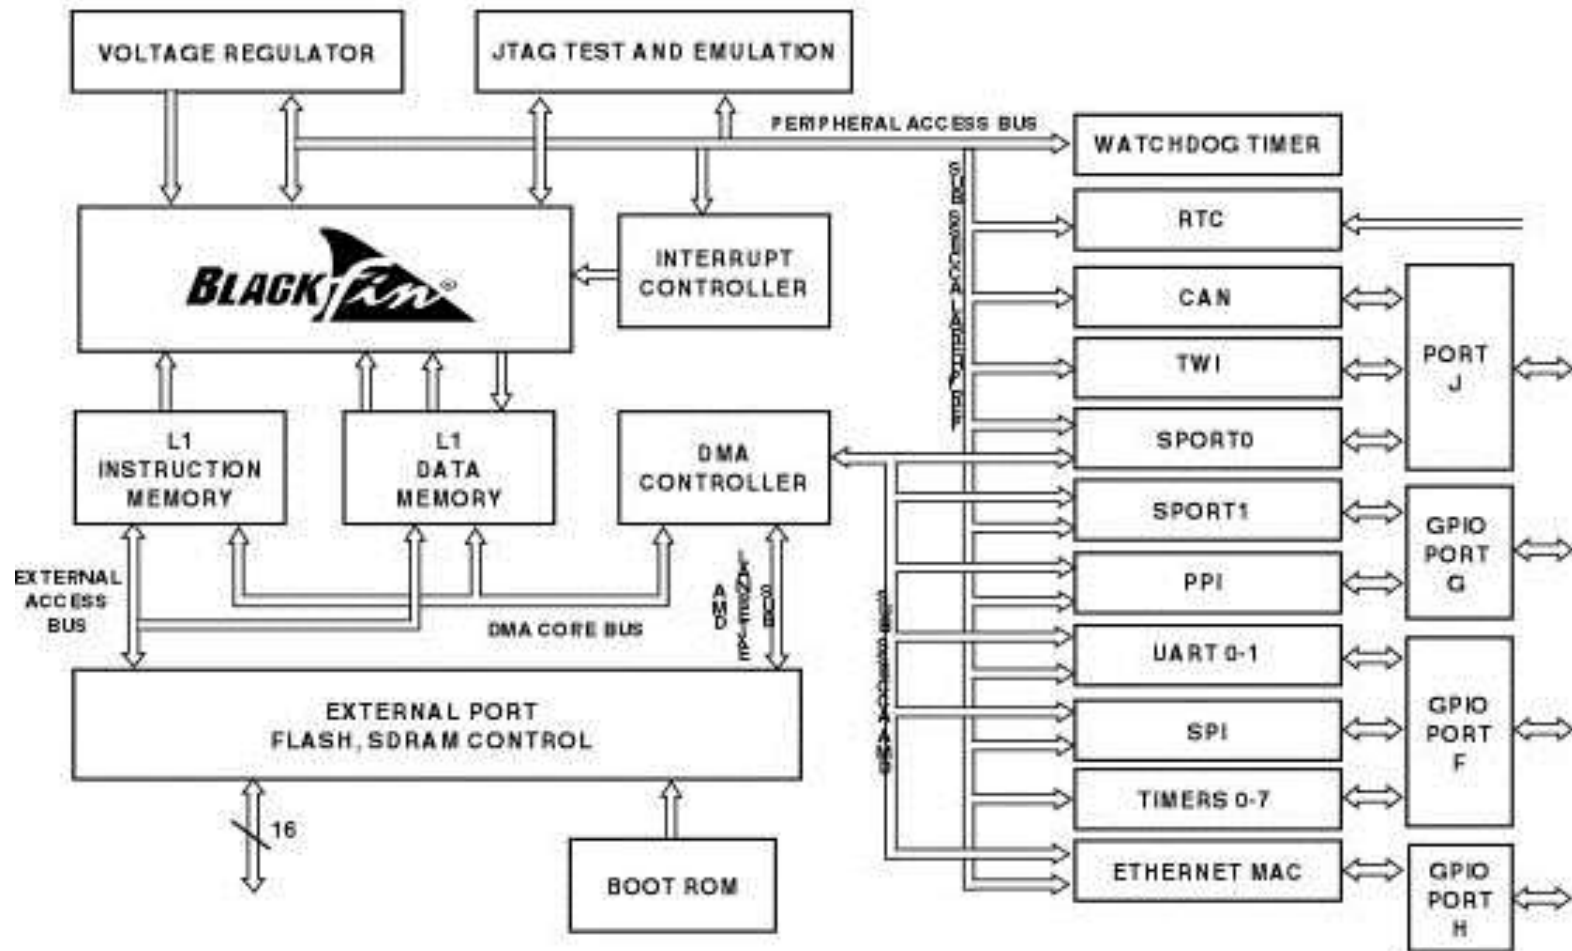 VOLTAGE REGULATOR
JTAG TEST AND EMULATION
PERIPHERAL ACCESS BUS
WATCHDOG TIMER
RTC
BLACKfin®
INTERRUPT
CONTROLLER
CAN
TWI
PORT
J
SPORT0
L1
INSTRUCTION
MEMORY
L1
DATA
MEMORY
DMA
CONTROLLER
SPORT1
GPIO
PORT
G
PPI
EXTERNAL
ACCESS
BUS
DMA CORE BUS
UART 0-1
GPIO
PORT
F
SPI
TIMERS 0-7
EXTERNAL PORT
FLASH, SDRAM CONTROL
16
BOOT ROM
ETHERNET MAC
GPIO
PORT
H